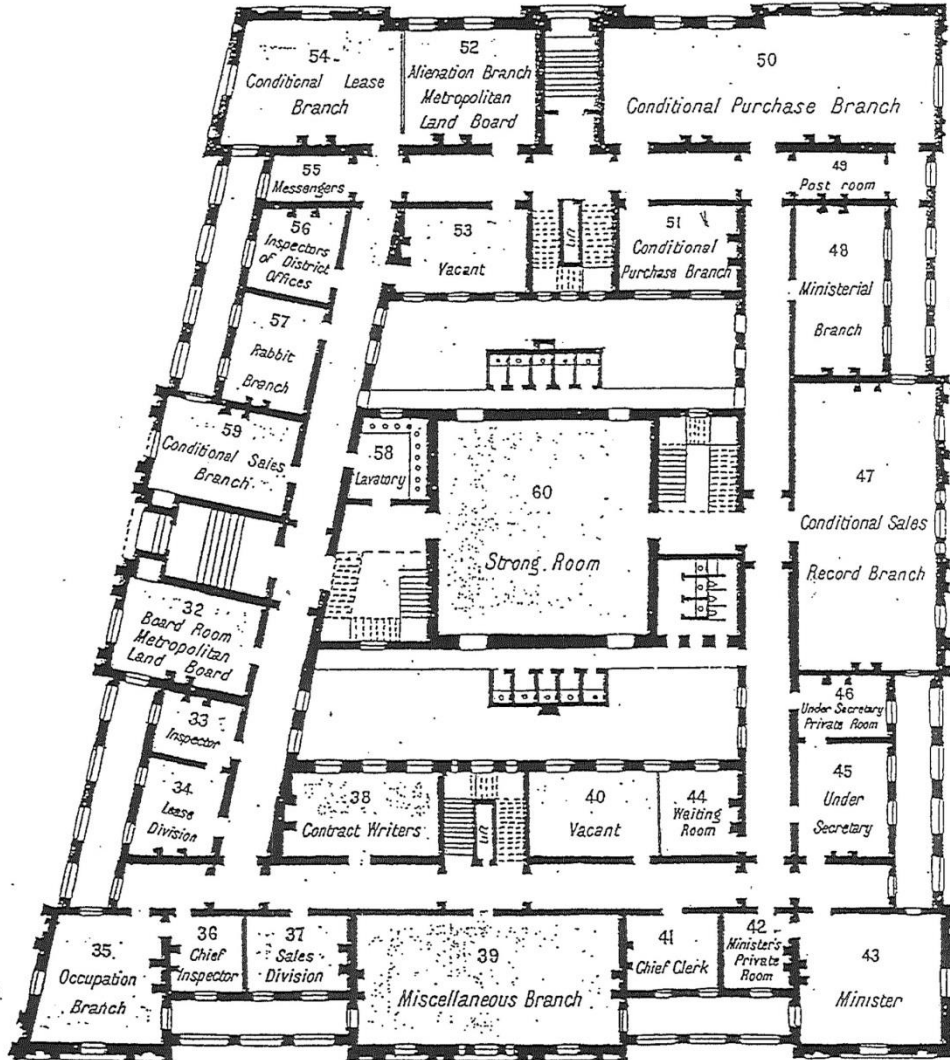 54
Conditional Lease
Branch
52
Alienation Branch
Metropolitan
Land Board
50
Conditional Purchase Branch
55
Messengers
49
Post room
56
Inspectors
of District
Offices
53
Vacant
Lift
51
Conditional
Purchase Branch
48
Ministerial
Branch
57
Rabbit
Branch
59
Conditional Sales
Branch
58
Lavatory
60
Strong Room
47
Conditional Sales
Record Branch
32
Board Room
Metropolitan
Land Board
33
Inspector
46
Under Secretary
Private Room
34
Lease
Division
38
Contract Writers
Lift
40
Vacant
44
Waiting
Room
45
Under
Secretary
35
Occupation
Branch
36
Chief
Inspector
37
Sales
Division
39
Miscellaneous Branch
41
Chief Clerk
42
Minister's
Private
Room
43
Minister